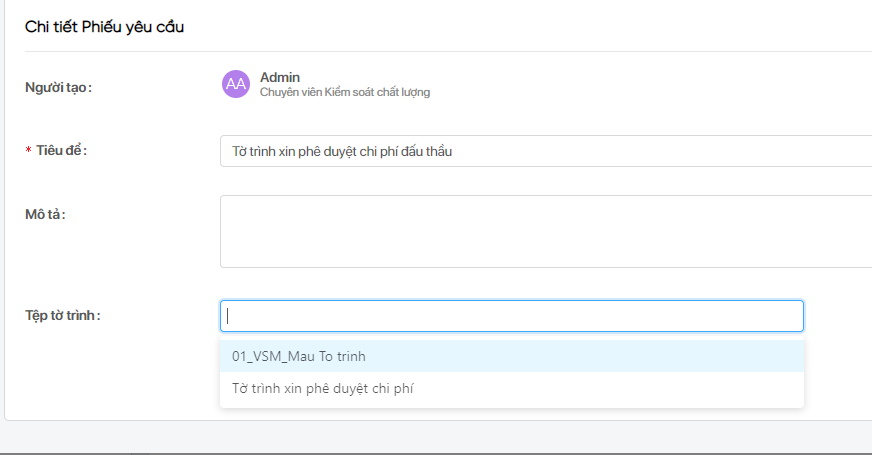 Chi tiết Phiếu yêu cầu
Người tạo :
AA
Admin
Chuyên viên Kiểm soát chất lượng
* Tiêu đề :
Tờ trình xin phê duyệt chi phí đấu thầu
Mô tả :
Tệp tờ trình :
01_VSM_Mau To trinh
Tờ trình xin phê duyệt chi phí